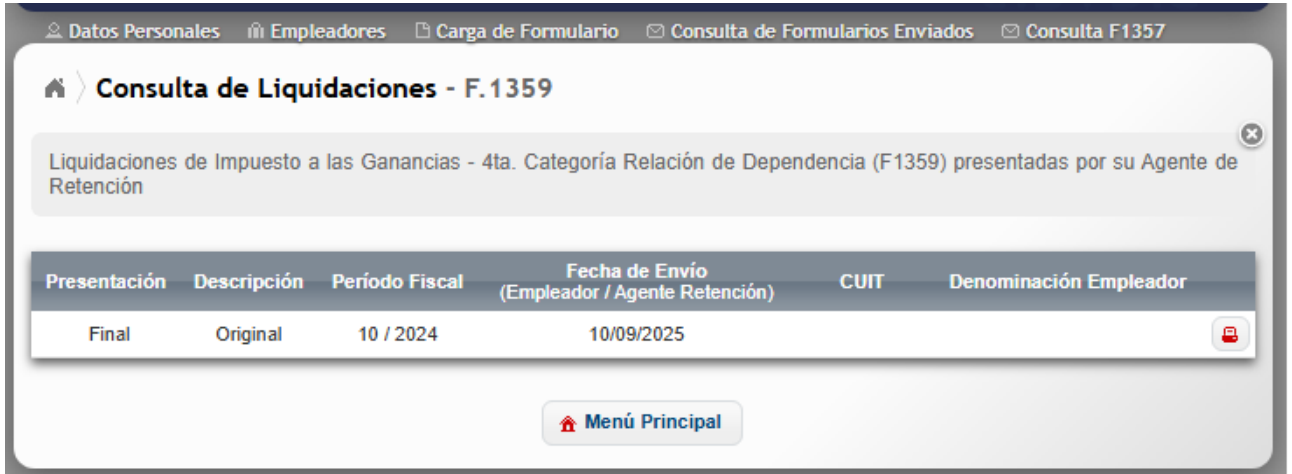 Datos Personales Empleadores Carga de Formulario Consulta de Formularios Enviados Consulta F1357
Consulta de Liquidaciones - F.1359
Liquidaciones de Impuesto a las Ganancias - 4ta. Categoría Relación de Dependencia (F1359) presentadas por su Agente de
Retención
Presentación Descripción Período Fiscal Fecha de Envío (Empleador / Agente Retención) CUIT Denominación Empleador
Final Original 10 / 2024 10/09/2025
Menú Principal